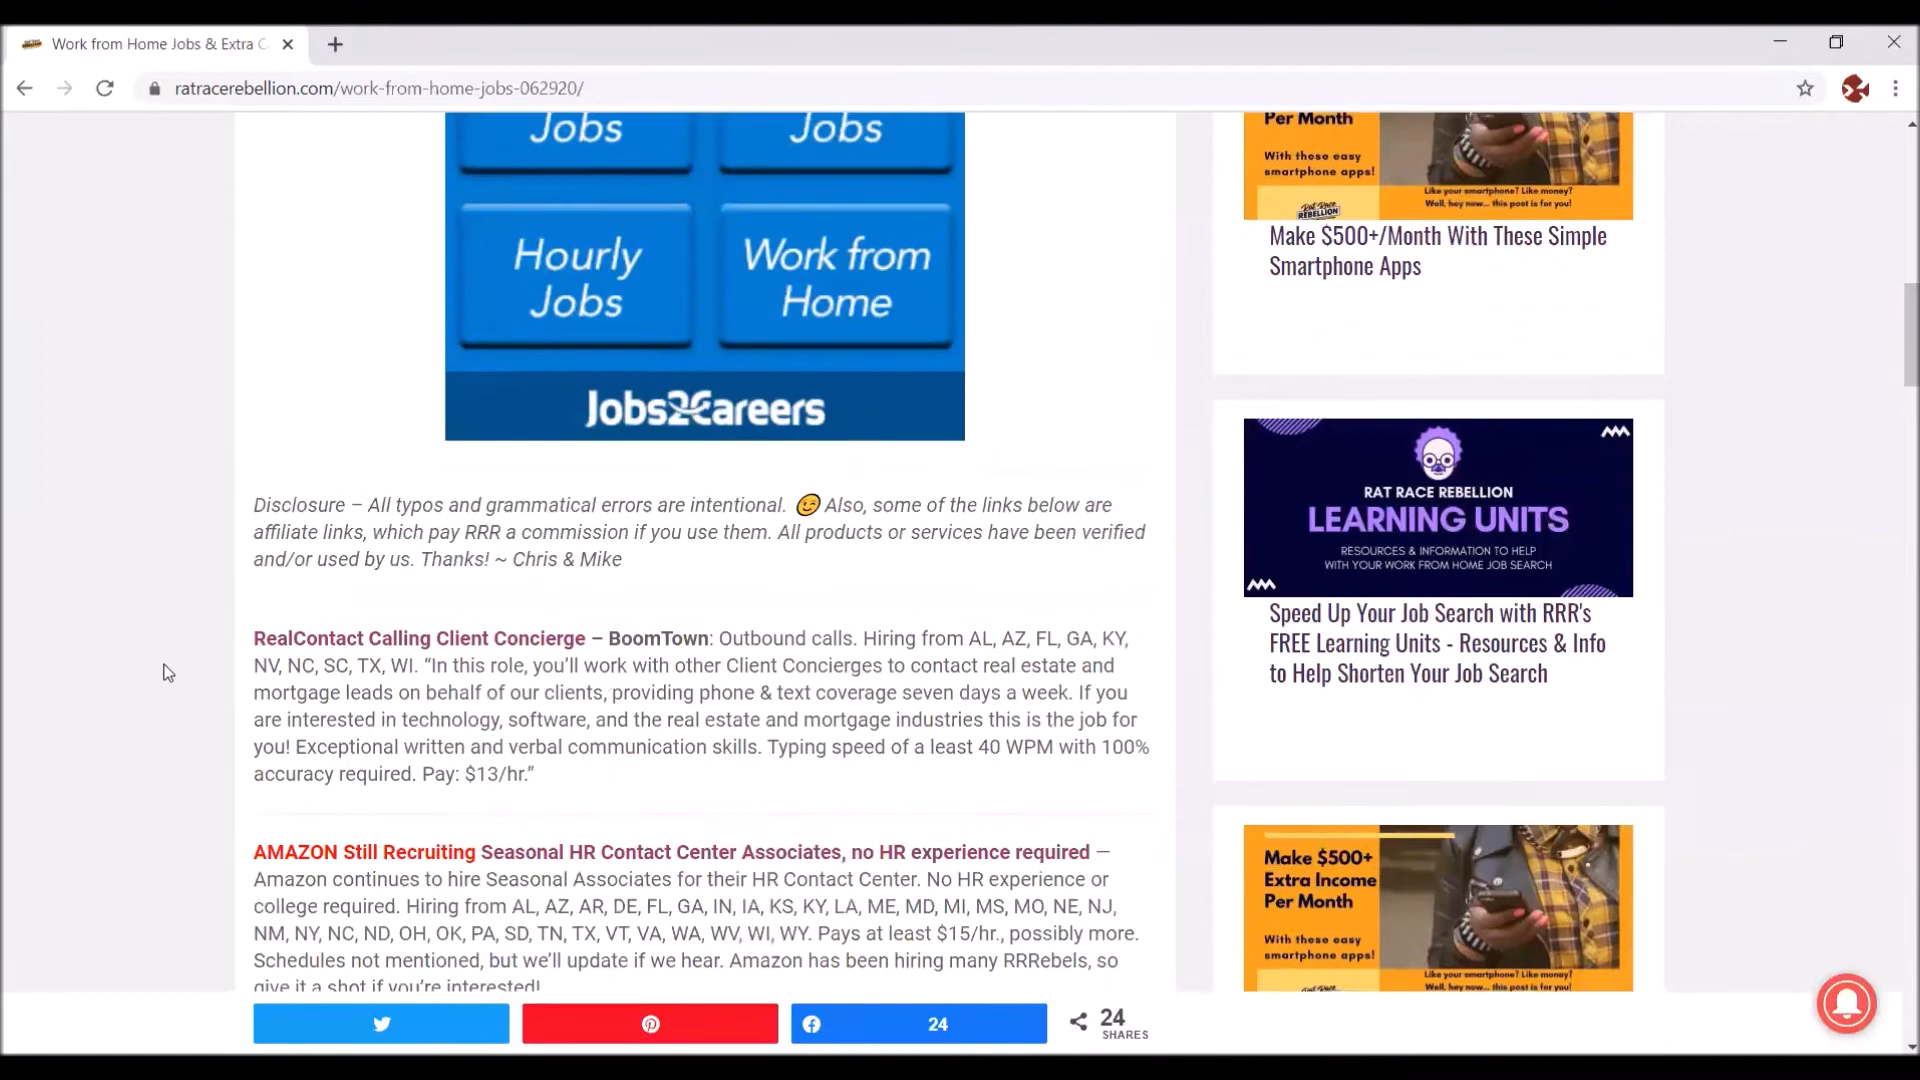 Work from Home Jobs & Extra C
ratracerebellion.com/work-from-home-jobs-062920/
Jobs
Jobs
Hourly
Jobs
Work from
Home
Jobs2Careers
Disclosure – All typos and grammatical errors are intentional. 😉 Also, some of the links below are
affiliate links, which pay RRR a commission if you use them. All products or services have been verified
and/or used by us. Thanks! ~ Chris & Mike
RealContact Calling Client Concierge – BoomTown: Outbound calls. Hiring from AL, AZ, FL, GA, KY,
NV, NC, SC, TX, WI. “In this role, you’ll work with other Client Concierges to contact real estate and
mortgage leads on behalf of our clients, providing phone & text coverage seven days a week. If you
are interested in technology, software, and the real estate and mortgage industries this is the job for
you! Exceptional written and verbal communication skills. Typing speed of a least 40 WPM with 100%
accuracy required. Pay: $13/hr.”
AMAZON Still Recruiting Seasonal HR Contact Center Associates, no HR experience required —
Amazon continues to hire Seasonal Associates for their HR Contact Center. No HR experience or
college required. Hiring from AL, AZ, AR, DE, FL, GA, IN, IA, KS, KY, LA, ME, MD, MI, MS, MO, NE, NJ,
NM, NY, NC, ND, OH, OK, PA, SD, TN, TX, VT, VA, WA, WV, WI, WY. Pays at least $15/hr., possibly more.
Schedules not mentioned, but we’ll update if we hear. Amazon has been hiring many RRRebels, so
give it a shot if you’re interested!
24
24
SHARES
Per Month
With these easy
smartphone apps!
Like your smartphone? Like money?
Well, hey now... this post is for you!
Rat Race
REBELLION
Make $500+/Month With These Simple
Smartphone Apps
RAT RACE REBELLION
LEARNING UNITS
RESOURCES & INFORMATION TO HELP
WITH YOUR WORK FROM HOME JOB SEARCH
Speed Up Your Job Search with RRR's
FREE Learning Units - Resources & Info
to Help Shorten Your Job Search
Make $500+
Extra Income
Per Month
With these easy
smartphone apps!
Like your smartphone? Like money?
Well, hey now... this post is for you!